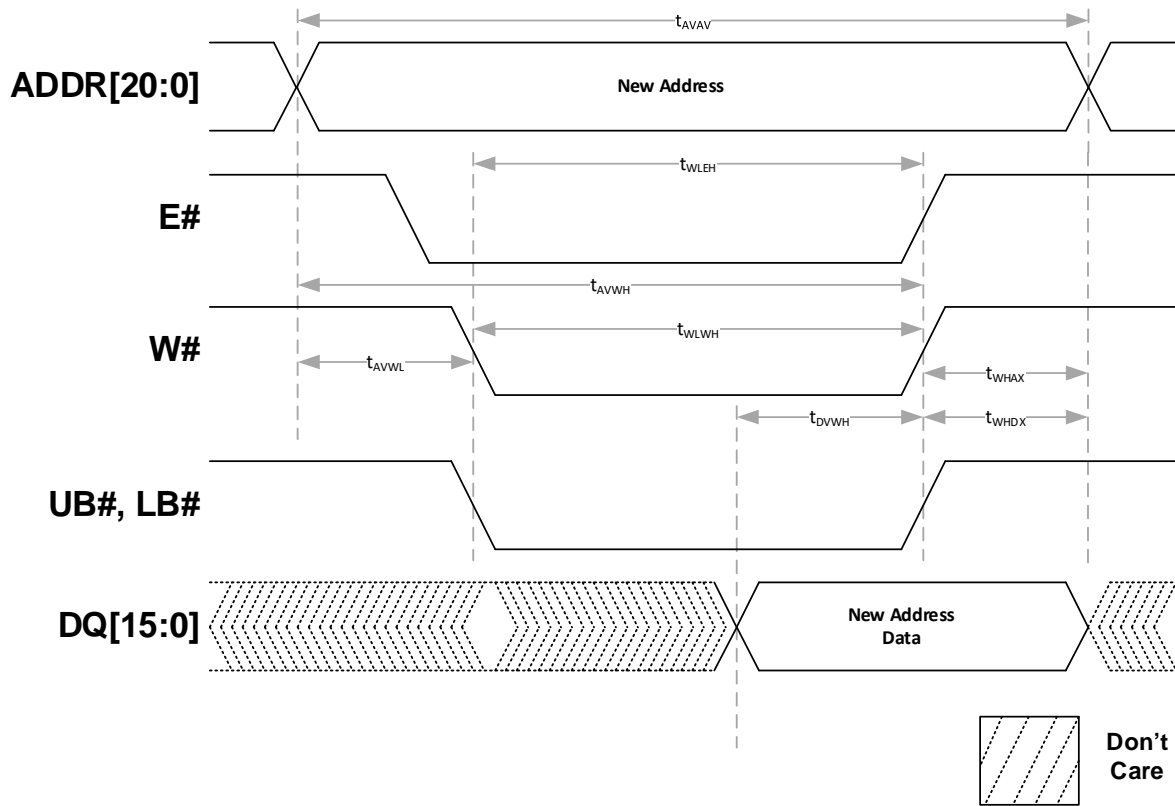 tAVAV
ADDR[20:0]
New Address
tWLEH
E#
tAVWH
W#
tWLWH
tAVWL
tWHAX
tDVWH
tWHDX
UB#, LB#
DQ[15:0]
New Address
Data
Don't
Care